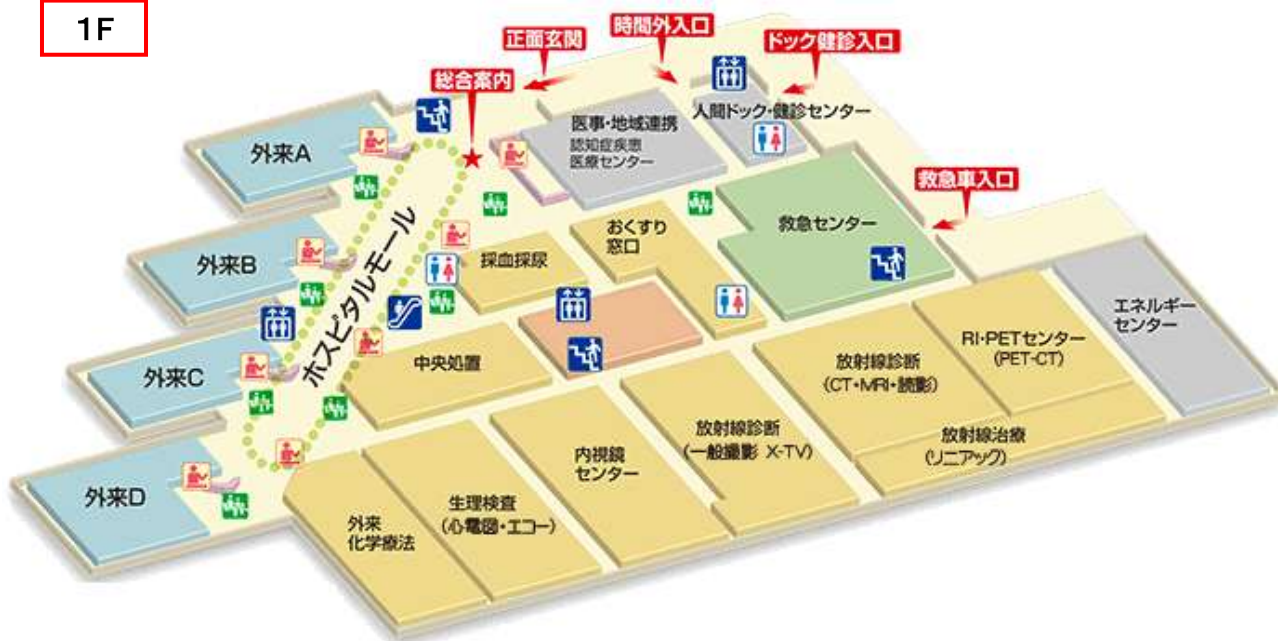 1F
時間外入口
正面玄関
ドック健診入口
総合案内
医事・地域連携
認知症疾患
医療センター
人間ドック・健診センター
外来A
救急車入口
おくすり
窓口
救急センター
外来B
採血採尿
ホスピタルモール
エネルギー
センター
RI・PETセンター
(PET-CT)
外来C
中央処置
放射線診断
(CT・MRI・読影)
放射線診断
(一般撮影 X-TV)
放射線治療
(リニアック)
内視鏡
センター
外来D
生理検査
(心電図・エコー)
外来
化学療法